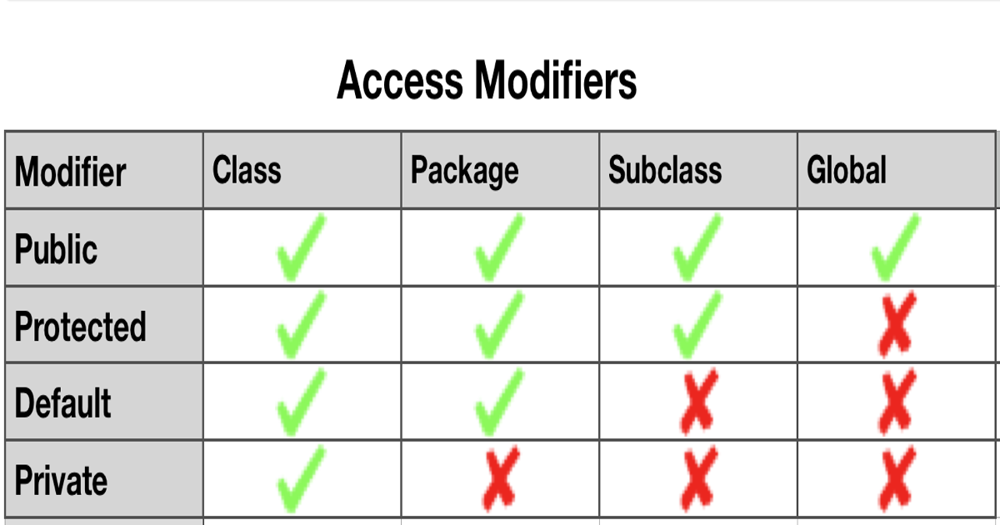 Access Modifiers
Modifier Class Package Subclass Global
Public ✓ ✓ ✓ ✓
Protected ✓ ✓ ✓ ✗
Default ✓ ✓ ✗ ✗
Private ✓ ✗ ✗ ✗